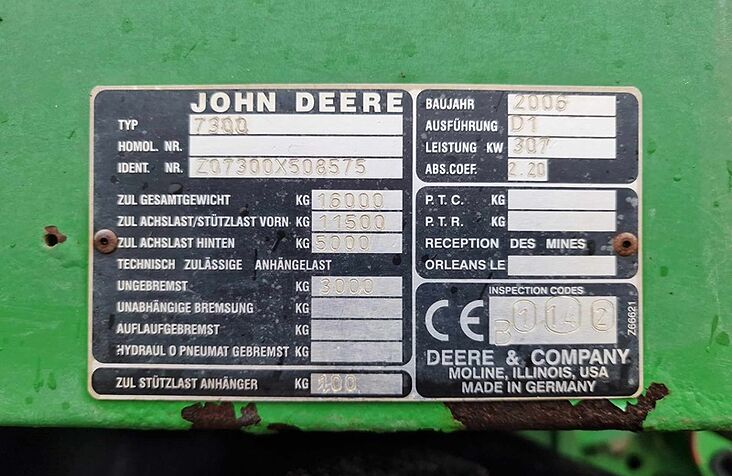 JOHN DEERE
TYP 7300
HOMOL. NR.
IDENT. NR. Z07300X508575
ZUL GESAMTGEWICHT KG 16000
ZUL ACHSLAST/STÜTZLAST VORN KG 11500
ZUL ACHSLAST HINTEN KG 5000
TECHNISCH ZULÄSSIGE ANHÄNGELAST
UNGEBREMST KG 3000
UNABHÄNGIGE BREMSUNG KG
AUFLAUFGEBREMST KG
HYDRAUL O PNEUMAT GEBREMST KG
ZUL STÜTZLAST ANHÄNGER KG 100
BAUJAHR 2006
AUSFÜHRUNG D1
LEISTUNG KW 307
ABS.COEF. 2.20
P.T.C. KG
P.T.R. KG
RECEPTION DES MINES
ORLEANS LE
INSPECTION CODES
CE B 1 14 2
Z66621
DEERE & COMPANY
MOLINE, ILLINOIS, USA
MADE IN GERMANY